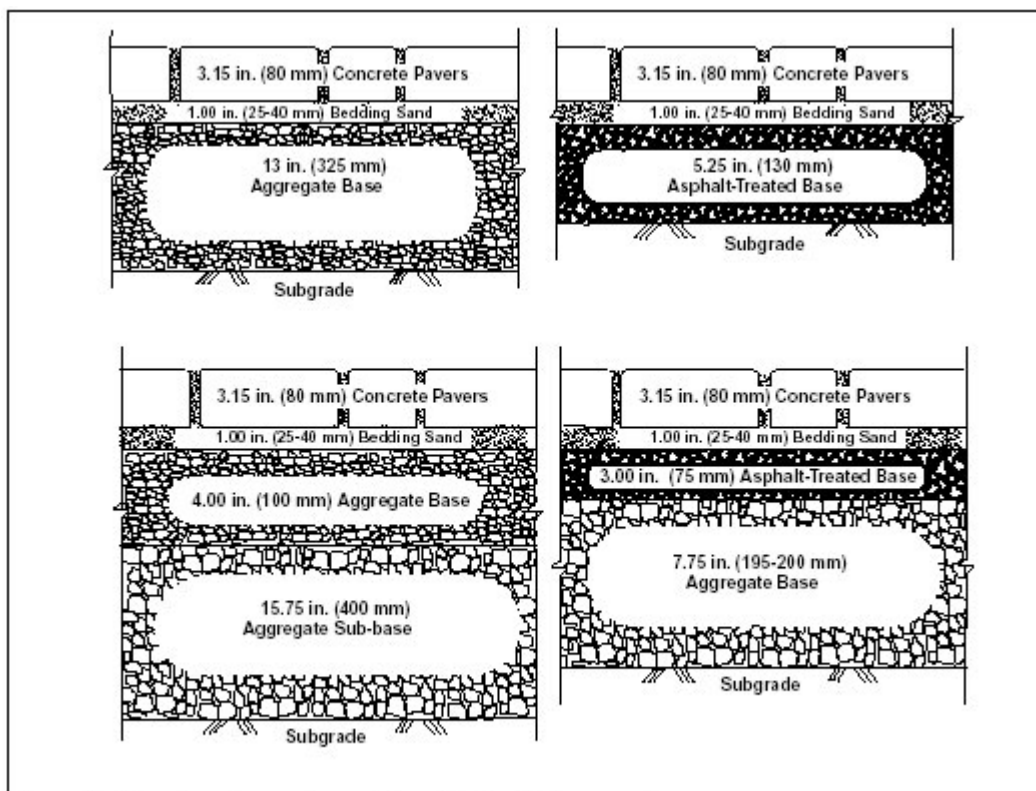 3.15 in. (80 mm) Concrete Pavers
1.00 in. (25-40 mm) Bedding Sand
13 in. (325 mm)
Aggregate Base
Subgrade
3.15 in. (80 mm) Concrete Pavers
1.00 in. (25-40 mm) Bedding Sand
5.25 in. (130 mm)
Asphalt-Treated Base
Subgrade
3.15 in. (80 mm) Concrete Pavers
1.00 in. (25-40 mm) Bedding Sand
4.00 in. (100 mm) Aggregate Base
15.75 in. (400 mm)
Aggregate Sub-base
Subgrade
3.15 in. (80 mm) Concrete Pavers
1.00 in. (25-40 mm) Bedding Sand
3.00 in. (75 mm) Asphalt-Treated Base
7.75 in. (195-200 mm)
Aggregate Base
Subgrade